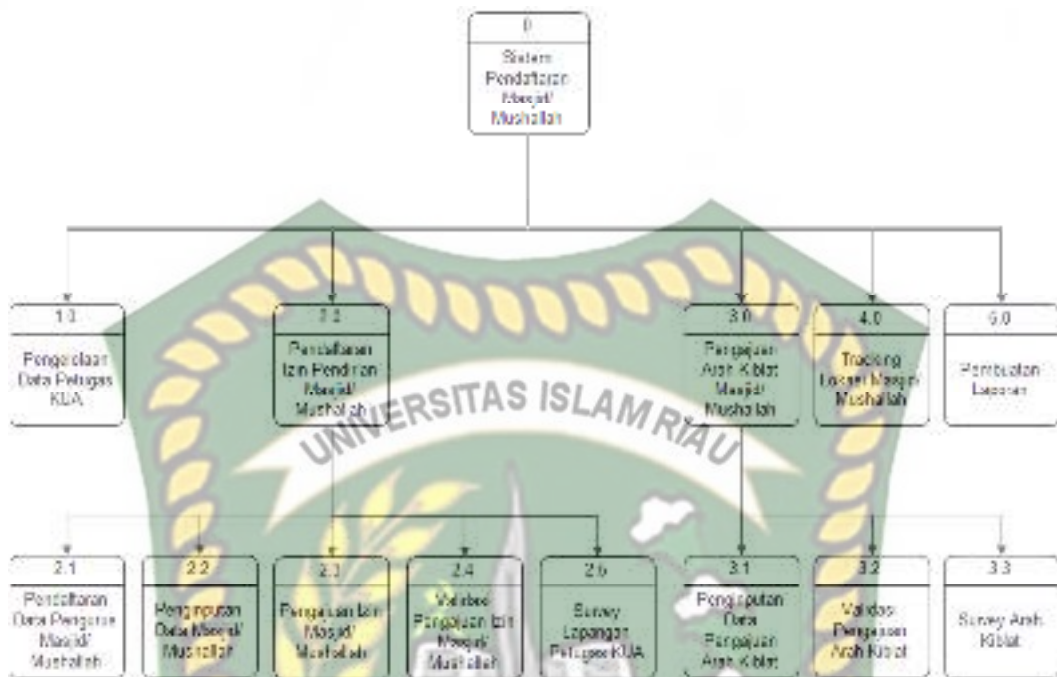 0
Sistem
Pendaftaran
Masjid/
Mushallah
1.0
Pengelolaan
Data Petugas
KUA
2.0
Pendaftaran
Izin Pendirian
Masjid/
Mushallah
3.0
Pengajuan
Arah Kiblat
Masjid/
Mushallah
4.0
Tracking
Lokasi Masjid/
Mushallah
Pembuatan
Laporan
UNIVERSITAS ISLAM RIAU
2.1
Pendaftaran
Data Pengurus
Masjid/
Mushallah
2.2
Penginputan
Data Masjid/
Mushallah
2.3
Pengajuan Izin
Masjid/
Mushallah
2.4
Validasi
Pengajuan Izin
Masjid/
Mushallah
Survey
Lapangan
Petugas KUA
3.1
Penginputan
Data
Pengajuan
Arah Kiblat
3.2
Validasi
Pengajuan
Arah Kiblat
3.3
Survey Arah
Kiblat